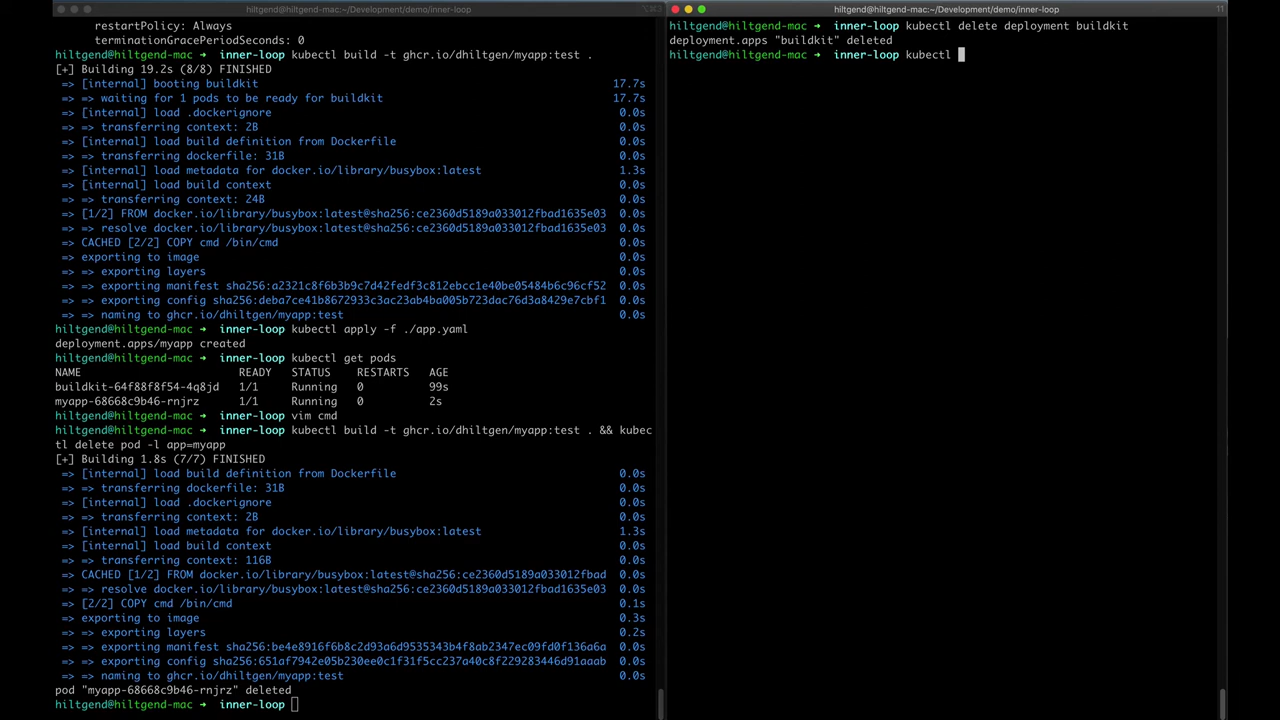 hiltgend@hiltgend-mac:~/Development/demo/inner-loop
restartPolicy: Always
terminationGracePeriodSeconds: 0
hiltgend@hiltgend-mac ➜ inner-loop kubectl build -t ghcr.io/dhiltgen/myapp:test .
[+] Building 19.2s (8/8) FINISHED
=> [internal] booting buildkit 17.7s
=> => waiting for 1 pods to be ready for buildkit 17.7s
=> [internal] load .dockerignore 0.0s
=> => transferring context: 2B 0.0s
=> [internal] load build definition from Dockerfile 0.0s
=> => transferring dockerfile: 31B 0.0s
=> [internal] load metadata for docker.io/library/busybox:latest 1.3s
=> [internal] load build context 0.0s
=> => transferring context: 24B 0.0s
=> [1/2] FROM docker.io/library/busybox:latest@sha256:ce2360d5189a033012fbad1635e03 0.0s
=> => resolve docker.io/library/busybox:latest@sha256:ce2360d5189a033012fbad1635e03 0.0s
=> CACHED [2/2] COPY cmd /bin/cmd 0.0s
=> exporting to image 0.0s
=> => exporting layers 0.0s
=> => exporting manifest sha256:a2321c8f6b3b9c7d42fedf3c812ebcc1e40be05484b6c96cf52 0.0s
=> => exporting config sha256:deba7ce41b8672933c3ac23ab4ba005b723dac76d3a8429e7cbf1 0.0s
=> => naming to ghcr.io/dhiltgen/myapp:test 0.0s
hiltgend@hiltgend-mac ➜ inner-loop kubectl apply -f ./app.yaml
deployment.apps/myapp created
hiltgend@hiltgend-mac ➜ inner-loop kubectl get pods
NAME READY STATUS RESTARTS AGE
buildkit-64f88f8f54-4q8jd 1/1 Running 0 99s
myapp-68668c9b46-rnjrz 1/1 Running 0 2s
hiltgend@hiltgend-mac ➜ inner-loop vim cmd
hiltgend@hiltgend-mac ➜ inner-loop kubectl build -t ghcr.io/dhiltgen/myapp:test . && kubec
tl delete pod -l app=myapp
[+] Building 1.8s (7/7) FINISHED
=> [internal] load build definition from Dockerfile 0.0s
=> => transferring dockerfile: 31B 0.0s
=> [internal] load .dockerignore 0.0s
=> => transferring context: 2B 0.0s
=> [internal] load metadata for docker.io/library/busybox:latest 1.3s
=> [internal] load build context 0.0s
=> => transferring context: 116B 0.0s
=> CACHED [1/2] FROM docker.io/library/busybox:latest@sha256:ce2360d5189a033012fbad 0.0s
=> => resolve docker.io/library/busybox:latest@sha256:ce2360d5189a033012fbad1635e03 0.0s
=> [2/2] COPY cmd /bin/cmd 0.1s
=> exporting to image 0.3s
=> => exporting layers 0.2s
=> => exporting manifest sha256:be4e8916f6b8c2d93a6d9535343b4f8ab2347ec09fd0f136a6a 0.0s
=> => exporting config sha256:651af7942e05b230ee0c1f31f5cc237a40c8f229283446d91aaab 0.0s
=> => naming to ghcr.io/dhiltgen/myapp:test 0.0s
pod "myapp-68668c9b46-rnjrz" deleted
hiltgend@hiltgend-mac ➜ inner-loop
hiltgend@hiltgend-mac:~/Development/demo/inner-loop
hiltgend@hiltgend-mac ➜ inner-loop kubectl delete deployment buildkit
deployment.apps "buildkit" deleted
hiltgend@hiltgend-mac ➜ inner-loop kubectl